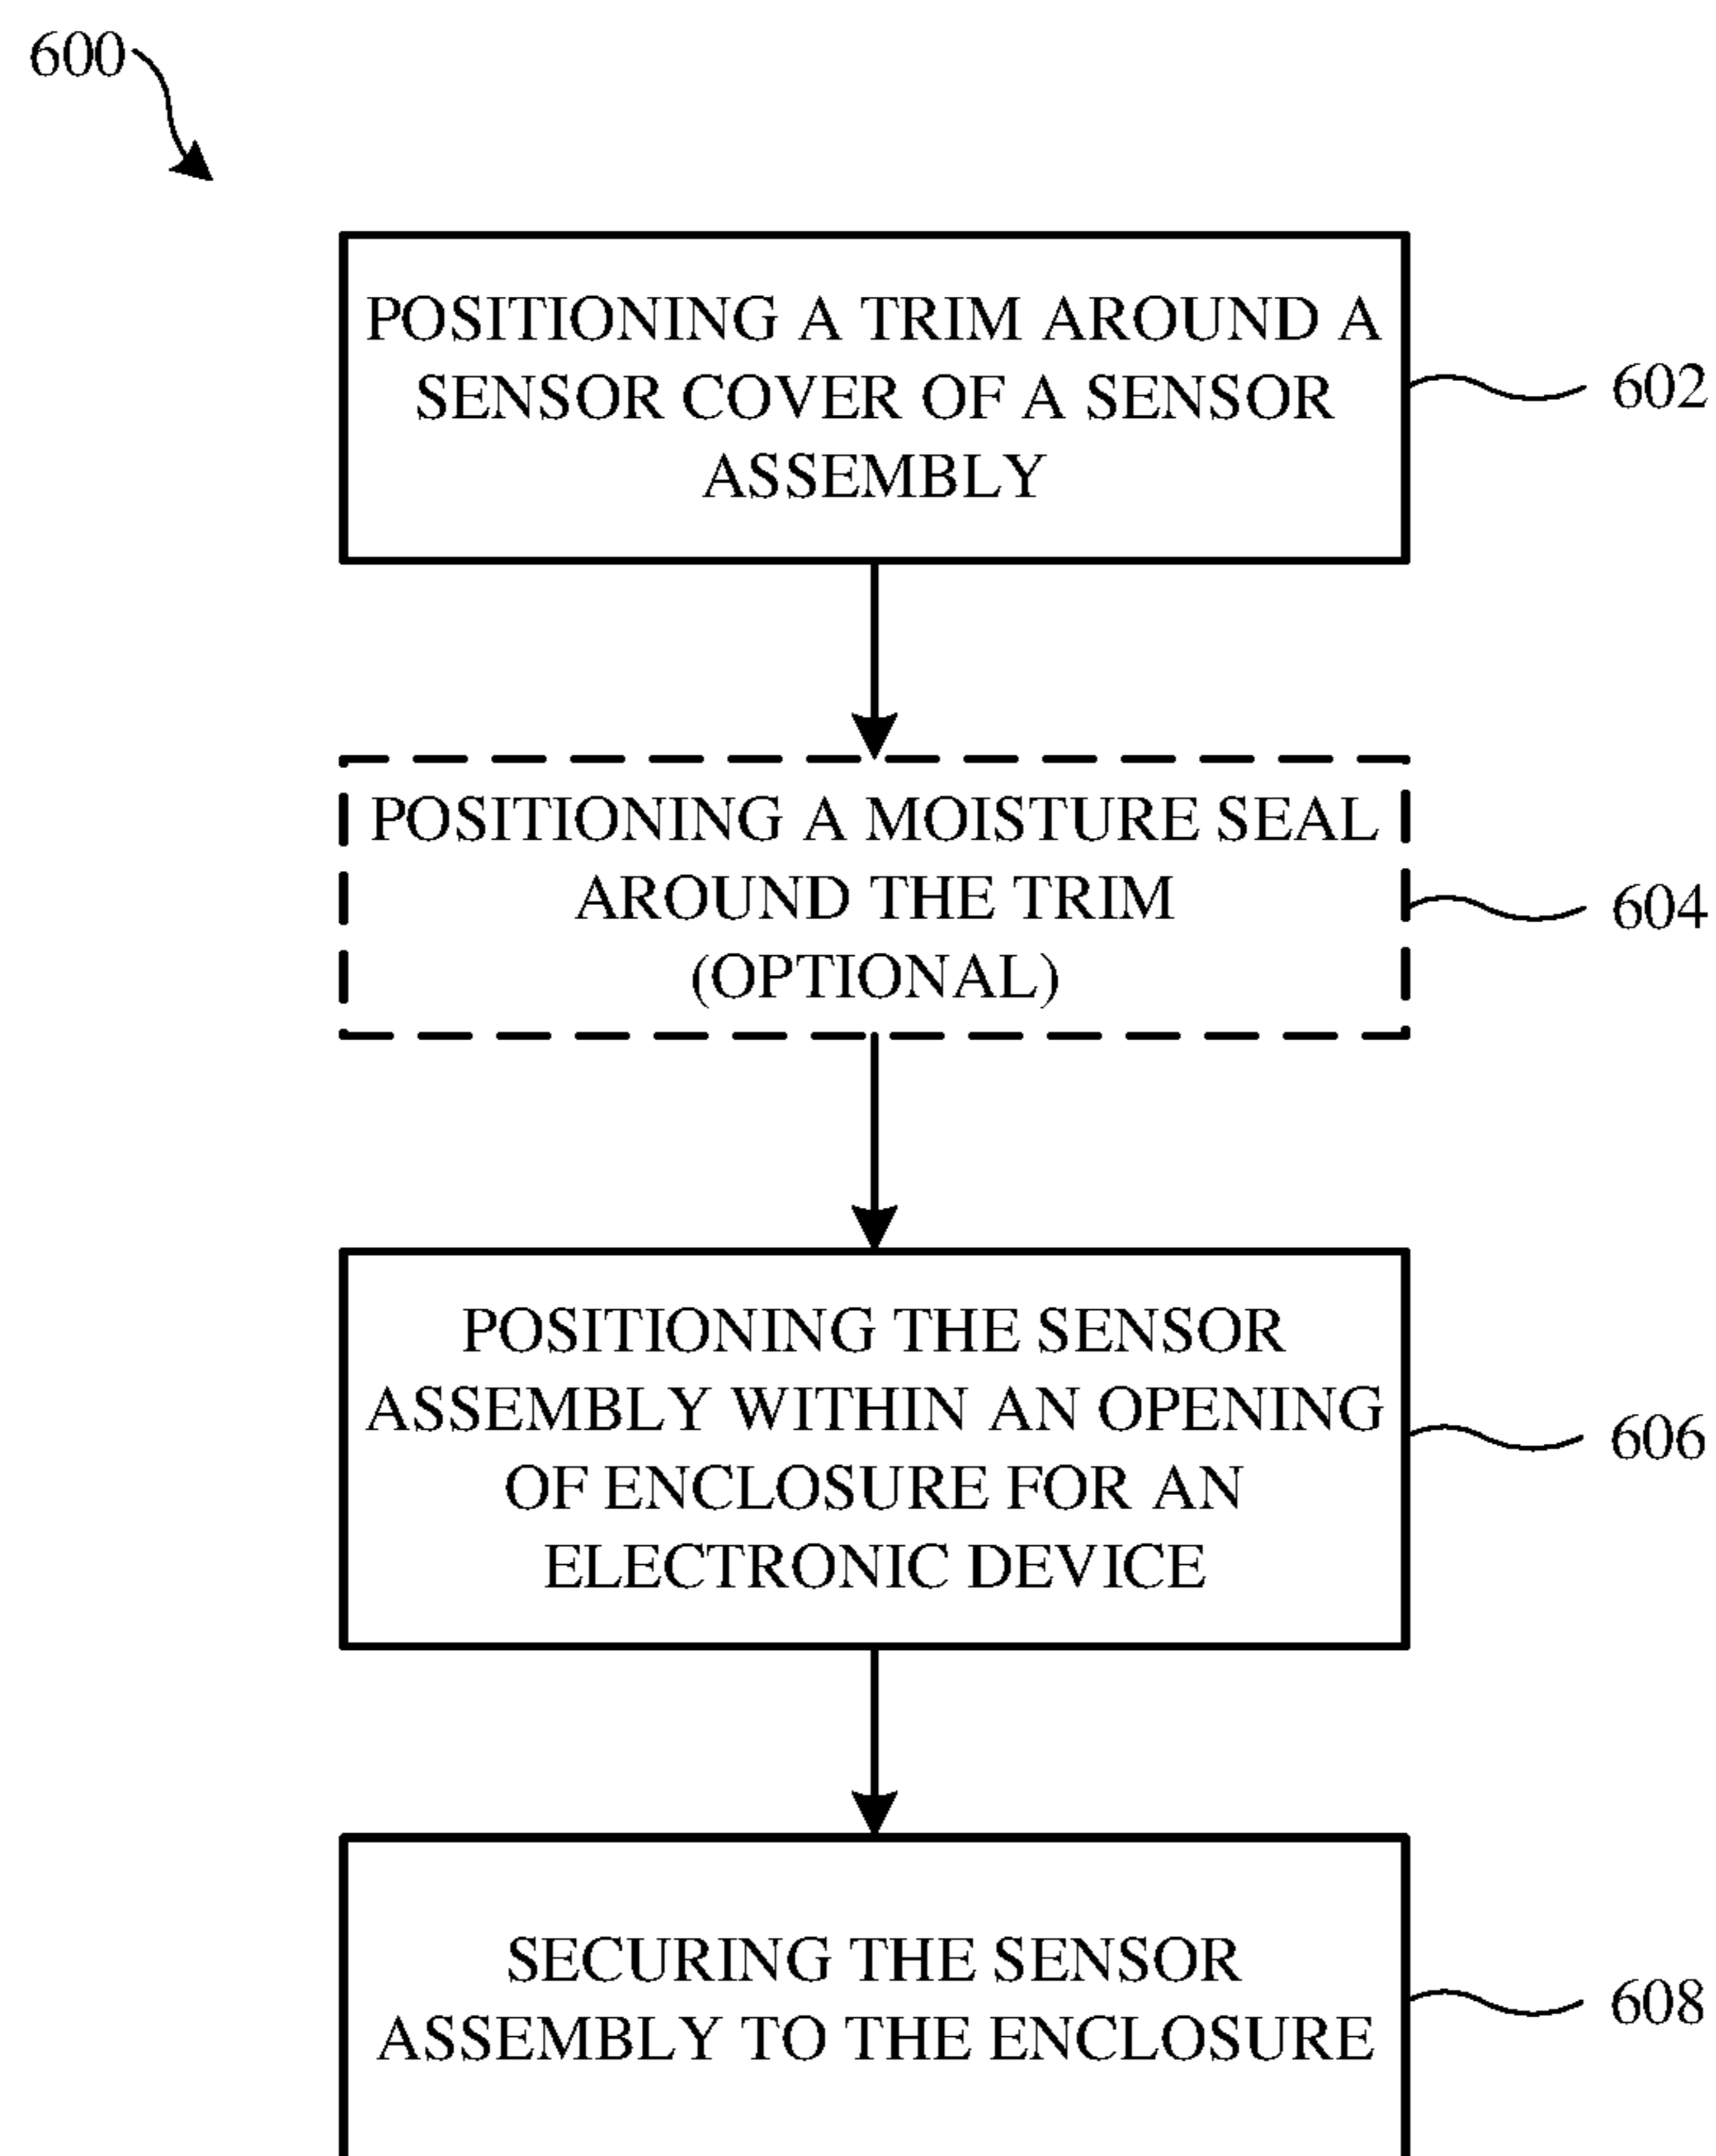 600
POSITIONING A TRIM AROUND A
SENSOR COVER OF A SENSOR
ASSEMBLY
602
POSITIONING A MOISTURE SEAL
AROUND THE TRIM
(OPTIONAL)
604
POSITIONING THE SENSOR
ASSEMBLY WITHIN AN OPENING
OF ENCLOSURE FOR AN
ELECTRONIC DEVICE
606
SECURING THE SENSOR
ASSEMBLY TO THE ENCLOSURE
608